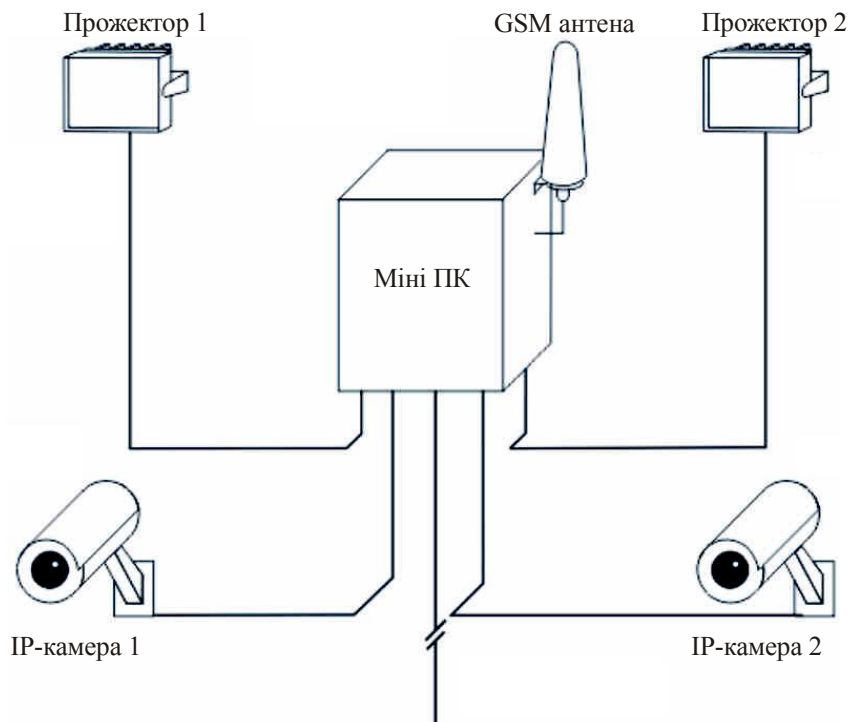 Прожектор 1
GSM антена
Прожектор 2
Міні ПК
IP-камера 1
IP-камера 2